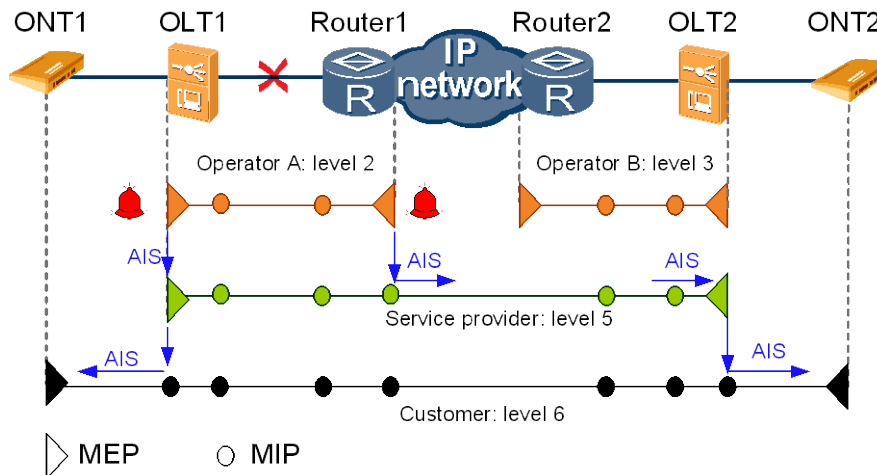 ONT1
OLT1
Router1
Router2
OLT2
ONT2
IP
network
R
R
Operator A: level 2
Operator B: level 3
AIS
AIS
AIS
Service provider: level 5
AIS
AIS
Customer: level 6
MEP
MIP